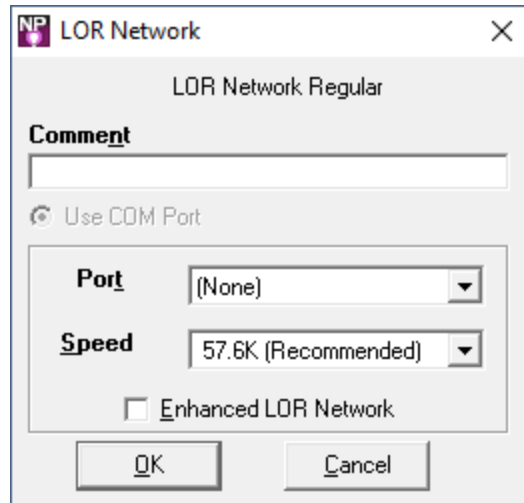 NP LOR Network
LOR Network Regular
Comment
Use COM Port
Port (None)
Speed 57.6K (Recommended)
Enhanced LOR Network
OK Cancel